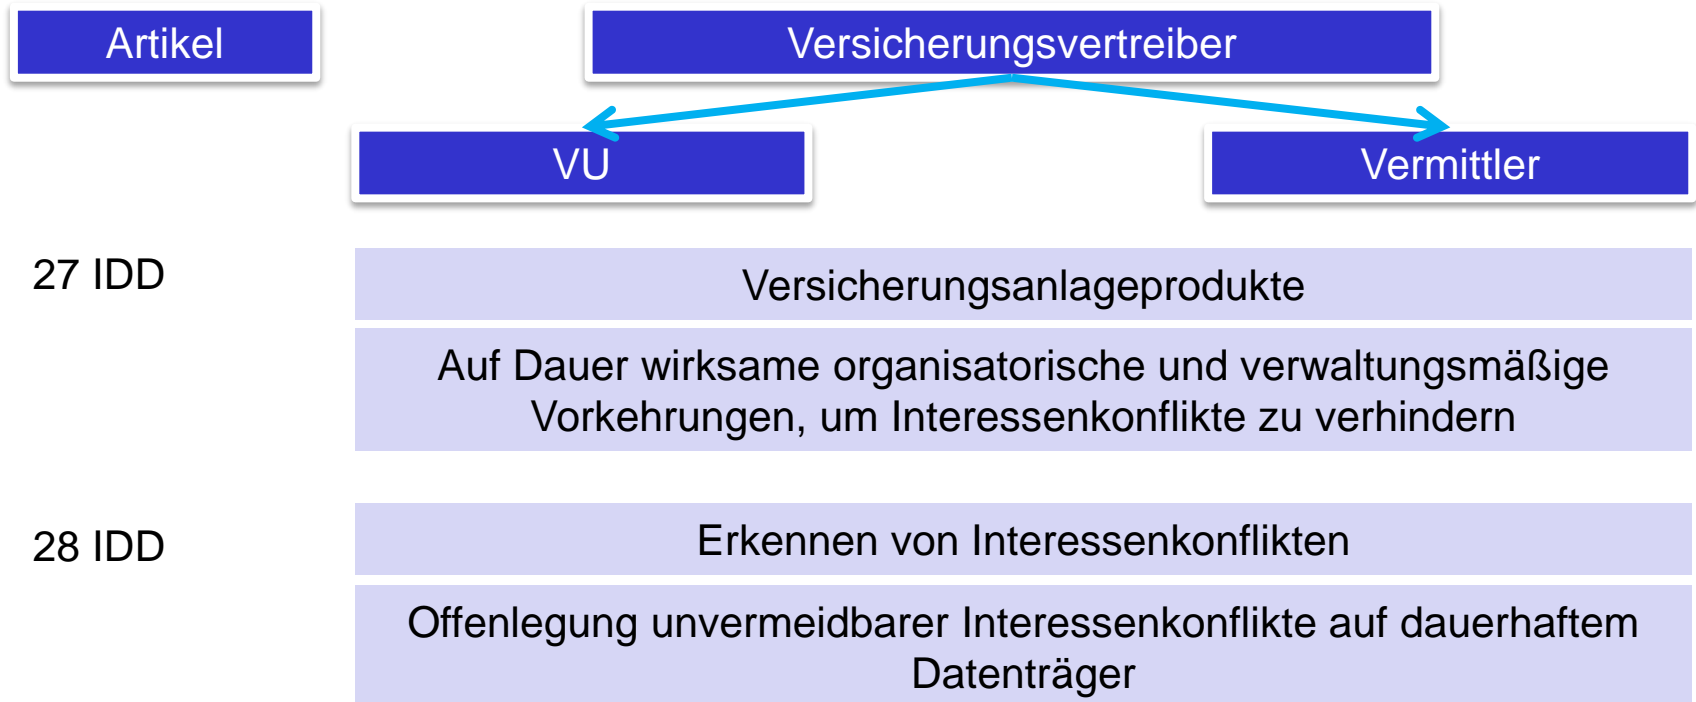 Artikel
Versicherungsvertreiber
VU
Vermittler
27 IDD
Versicherungsanlageprodukte
Auf Dauer wirksame organisatorische und verwaltungsmäßige
Vorkehrungen, um Interessenkonflikte zu verhindern
28 IDD
Erkennen von Interessenkonflikten
Offenlegung unvermeidbarer Interessenkonflikte auf dauerhaftem
Datenträger